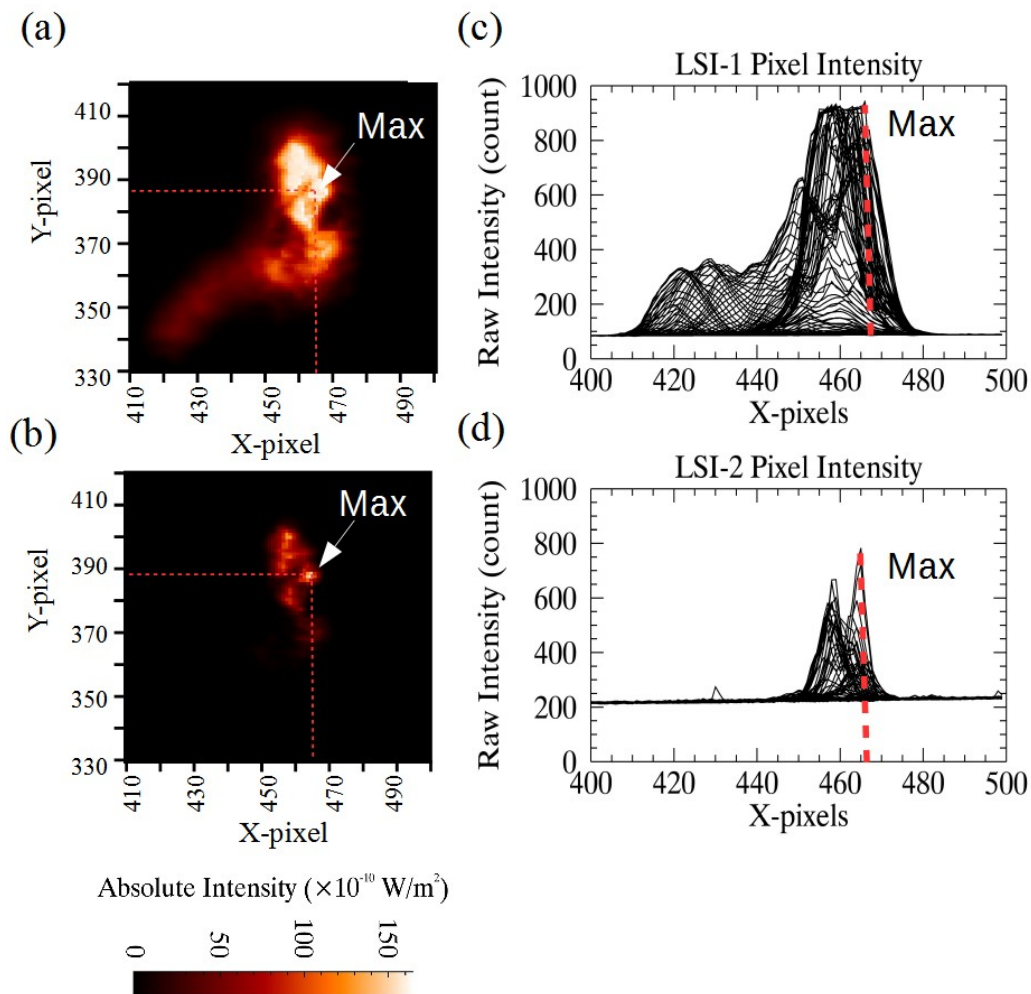 (a)
410
390
370
350
330
Y-pixel
Max
410
430
450
470
490
X-pixel
(b)
410
390
370
350
330
Y-pixel
Max
410
430
450
470
490
X-pixel
Absolute Intensity (×10⁻¹⁰ W/m²)
0
50
100
150
(c)
LSI-1 Pixel Intensity
1000
800
600
400
200
0
Raw Intensity (count)
Max
400 420 440 460 480 500
X-pixels
(d)
LSI-2 Pixel Intensity
1000
800
600
400
200
0
Raw Intensity (count)
Max
400 420 440 460 480 500
X-pixels